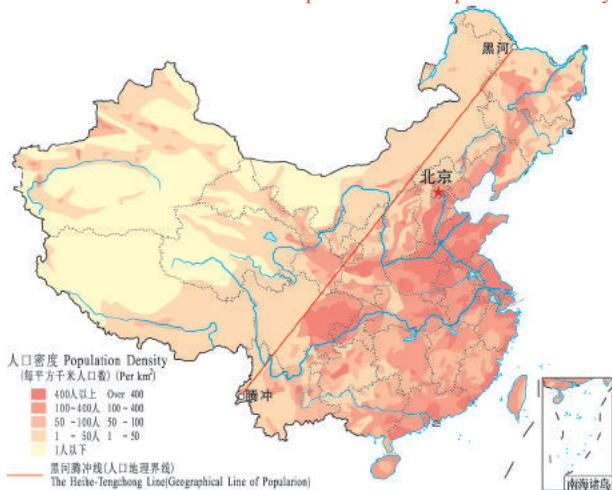 黑河
北京
腾冲
人口密度 Population Density
(每平方千米人口数) (Per km²)
400人以上 Over 400
100-400人 100-400
50 -100人 50 -100
1 - 50人 1 - 50
1人以下
黑河腾冲线(人口地理界线)
The Heihe-Tengchong Line(Geographical Line of Popularion)
南海诸岛